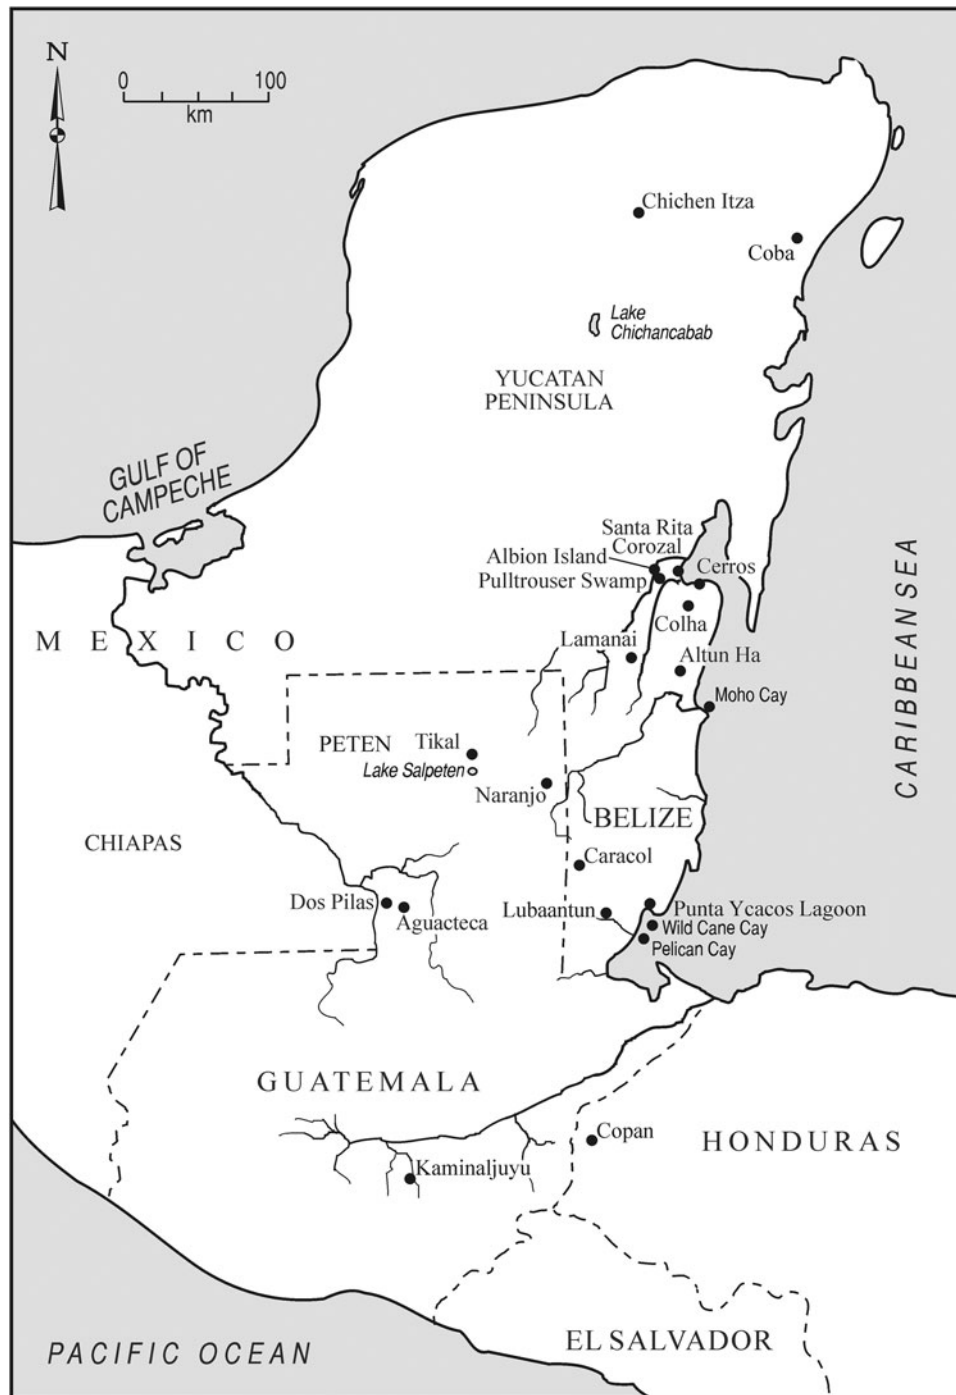 N
0 100
km
Chichen Itza
Coba
Lake
Chichancabab
YUCATAN
PENINSULA
GULF OF
CAMPECHE
Santa Rita
Corozal
Albion Island
Cerros
Pulltrouser Swamp
Colha
MEXICO
Lamanai
Altun Ha
Moho Cay
CARIBBEANSEA
PETEN
Tikal
Lake Salpeten
Naranjo
BELIZE
CHIAPAS
Caracol
Dos Pilas
Aguacteca
Lubaantun
Punta Ycacos Lagoon
Wild Cane Cay
Pelican Cay
GUATEMALA
Copan
HONDURAS
Kaminaljuyu
EL SALVADOR
PACIFIC OCEAN